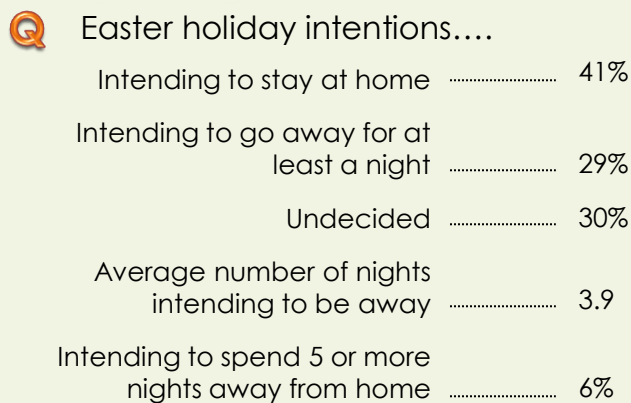 Q Easter holiday intentions....
Intending to stay at home ........................ 41%
Intending to go away for at
least a night ........................ 29%
Undecided ........................ 30%
Average number of nights
intending to be away ........................ 3.9
Intending to spend 5 or more
nights away from home ........................ 6%